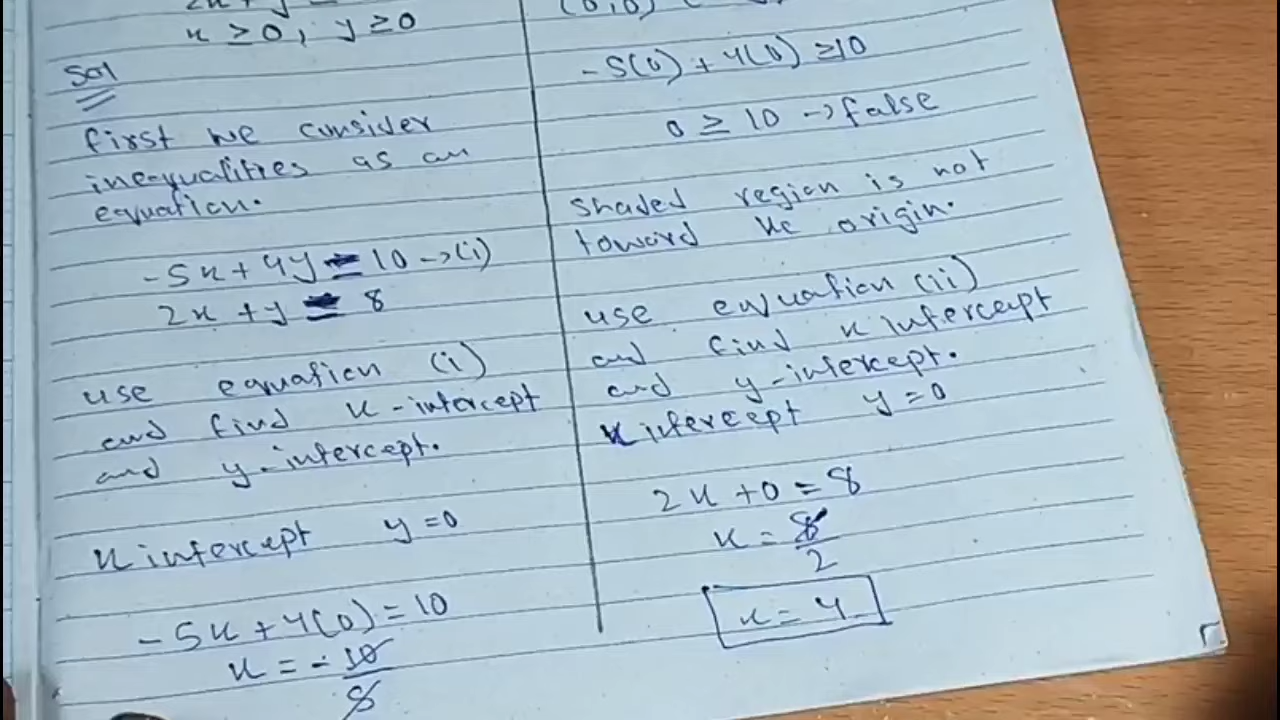 x ≥ 0, y ≥ 0
Sol
first we consider
inequalities as an
equation.
-5x + 4y = 10 → (i)
2x + y = 8
use equation (i)
and find x-intercept
and y-intercept.
x intercept y = 0
-5x + 4(0) = 10
x = -10
5
-5(0) + 4(0) ≥ 10
0 ≥ 10 → false
shaded region is not
toward the origin.
use equation (ii)
and find x intercept
and y-intercept.
x intercept y = 0
2x + 0 = 8
x = 8
2
x = 4